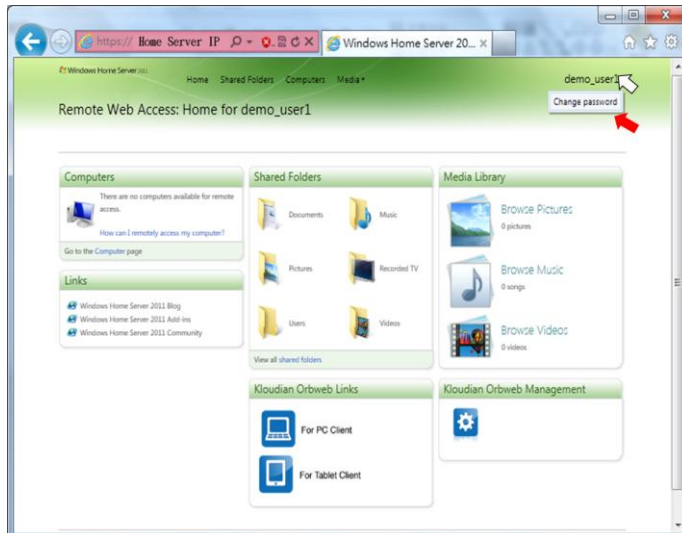 https:// Home Server IP
Windows Home Server 20...
Windows Home Server 2011
Home Shared Folders Computers Media
demo_user1
Change password
Remote Web Access: Home for demo_user1
Computers
There are no computers available for remote
access.
How can I remotely access my computer?
Go to the Computer page
Links
Windows Home Server 2011 Blog
Windows Home Server 2011 Add-ins
Windows Home Server 2011 Community
Shared Folders
Documents
Music
Pictures
Recorded TV
Users
Videos
View all shared folders
Media Library
Browse Pictures
0 pictures
Browse Music
0 songs
Browse Videos
0 videos
Kloudian Orbweb Links
For PC Client
For Tablet Client
Kloudian Orbweb Management